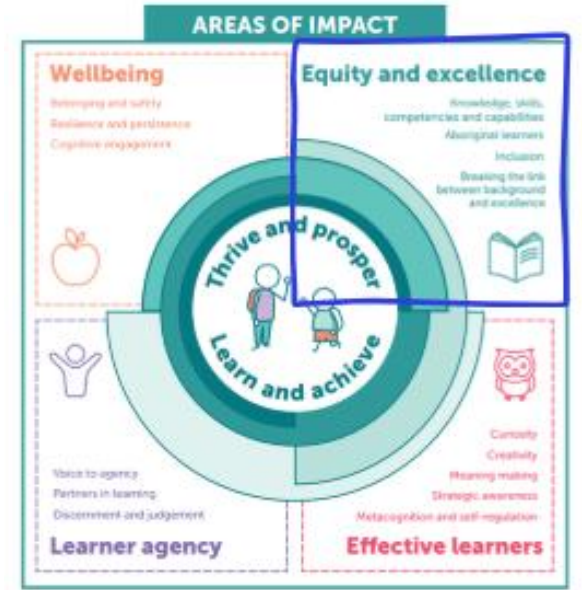 AREAS OF IMPACT
Wellbeing
Belonging and safety
Resilience and persistence
Cognitive engagement
Equity and excellence
Knowledge, skills,
competencies and capabilities
Aboriginal learners
Inclusion
Breaking the link
between background
and excellence
Thrive and prosper
Learn and achieve
Voice to agency
Partners in learning
Discernment and judgement
Learner agency
Curiosity
Creativity
Meaning making
Strategic awareness
Metacognition and self-regulation
Effective learners